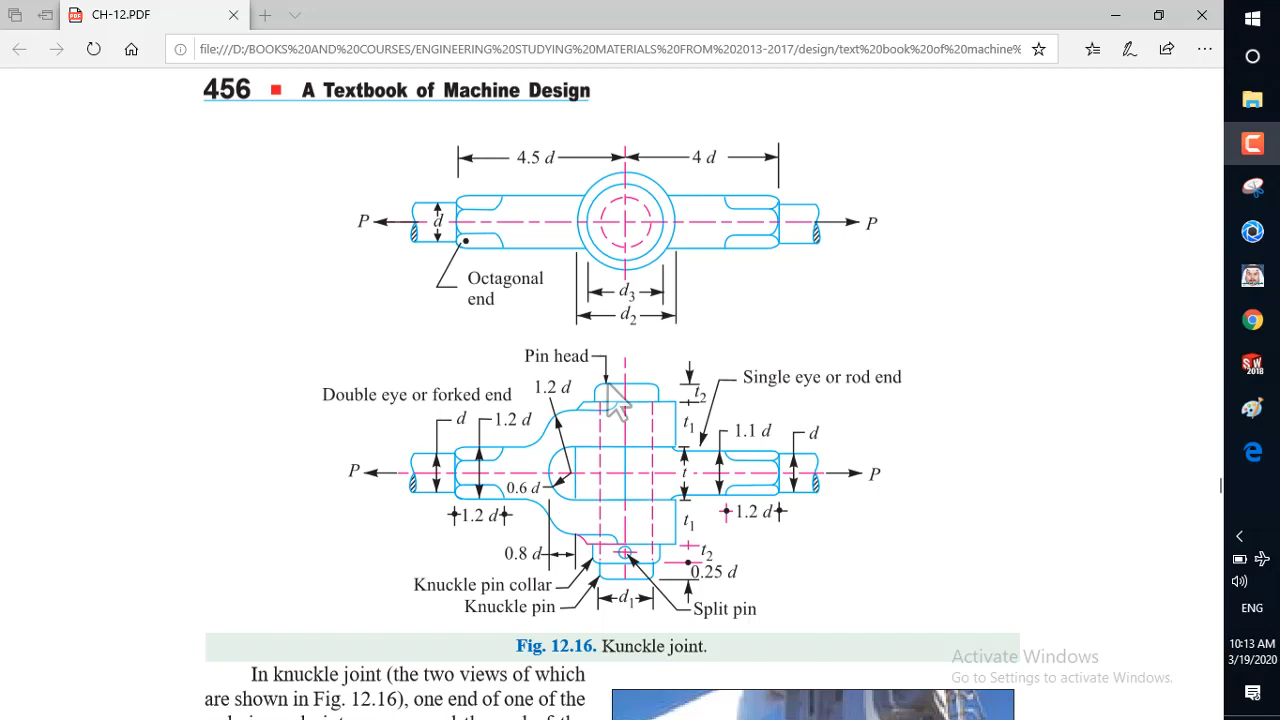 CH-12.PDF
file:///D:/BOOKS%20AND%20COURSES/ENGINEERING%20STUDYING%20MATERIALS%20FROM%202013-2017/design/text%20book%20of%20machine%
456 A Textbook of Machine Design
4.5 d 4 d
P d P
Octagonal
end
d3
d2
Pin head
1.2 d
t2
Single eye or rod end
Double eye or forked end
d 1.2 d t1 1.1 d d
P t P
0.6 d
1.2 d t1 1.2 d
0.8 d t2
0.25 d
Knuckle pin collar
Knuckle pin d1 Split pin
Fig. 12.16. Kunckle joint.
In knuckle joint (the two views of which
are shown in Fig. 12.16), one end of one of the
Activate Windows
Go to Settings to activate Windows.
SW
2018
ENG
10:13 AM
3/19/2020